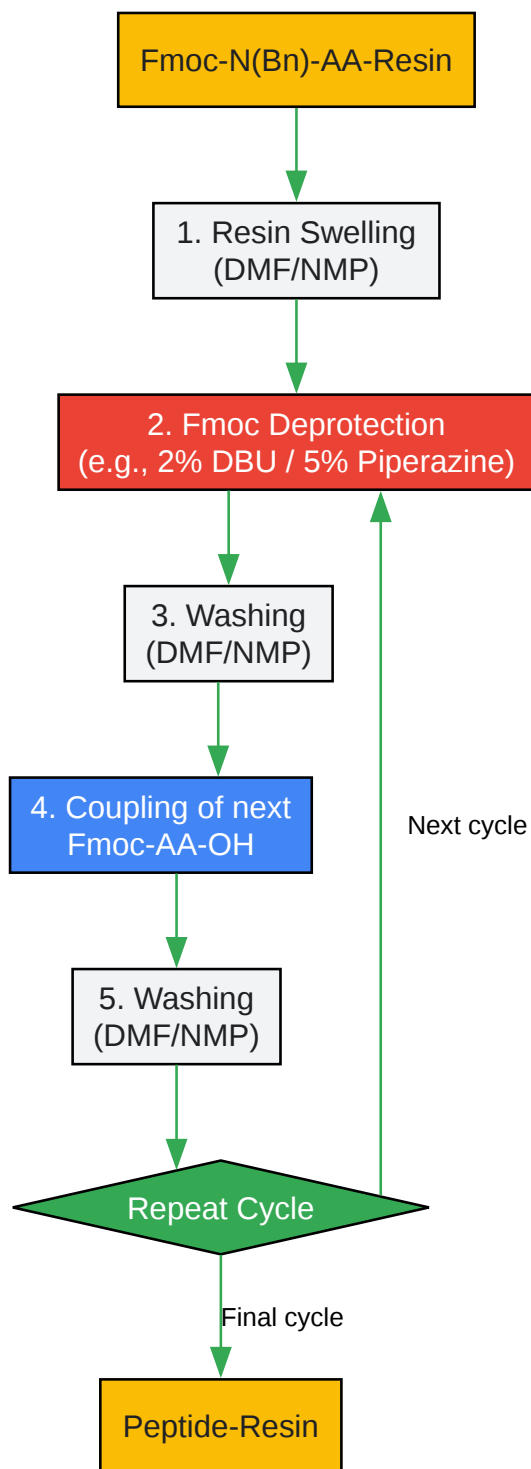 Fmoc-N(Bn)-AA-Resin
1. Resin Swelling
(DMF/NMP)
2. Fmoc Deprotection
(e.g., 2% DBU / 5% Piperazine)
3. Washing
(DMF/NMP)
4. Coupling of next
Fmoc-AA-OH
Next cycle
5. Washing
(DMF/NMP)
Repeat Cycle
Final cycle
Peptide-Resin